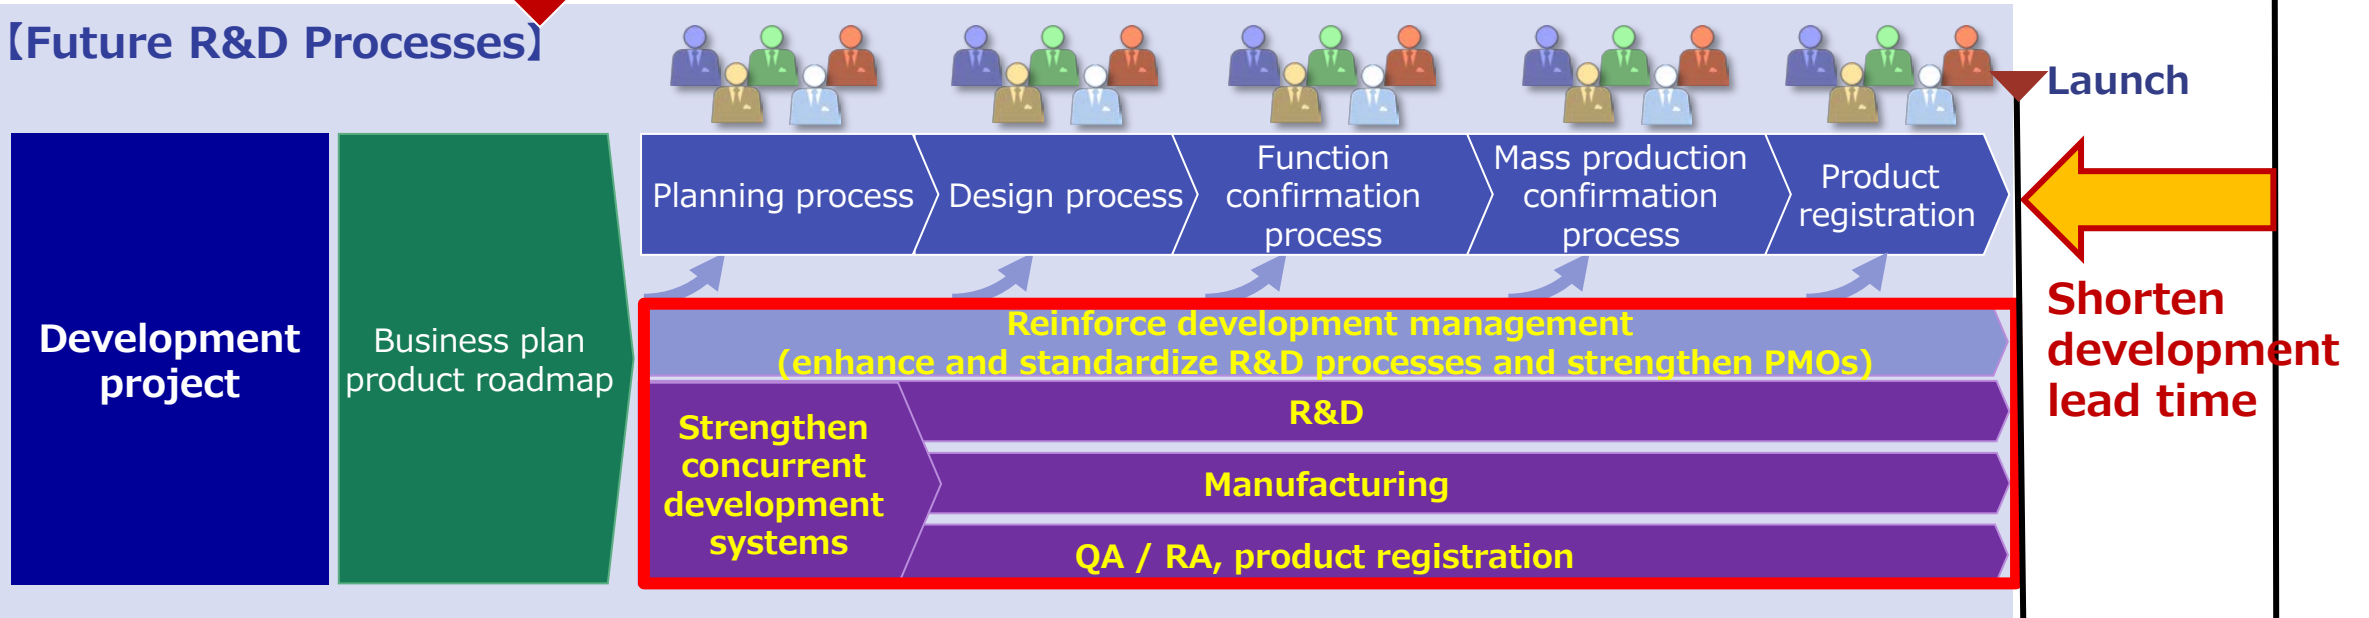 【Future R&D Processes】
Launch
Development
project
Business plan
product roadmap
Planning process
Design process
Function
confirmation
process
Mass production
confirmation
process
Product
registration
Reinforce development management
(enhance and standardize R&D processes and strengthen PMOs)
Strengthen
concurrent
development
systems
R&D
Manufacturing
QA / RA, product registration
Shorten
development
lead time